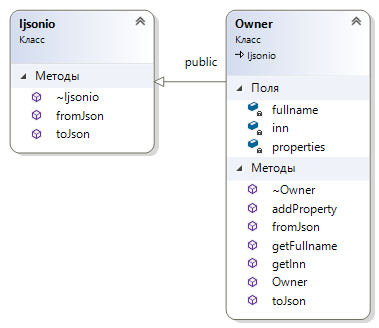 Ijsonio
Класс
Методы
~Ijsonio
fromJson
toJson
public
Owner
Класс
Ijsonio
Поля
fullname
inn
properties
Методы
~Owner
addProperty
fromJson
getFullname
getInn
Owner
toJson